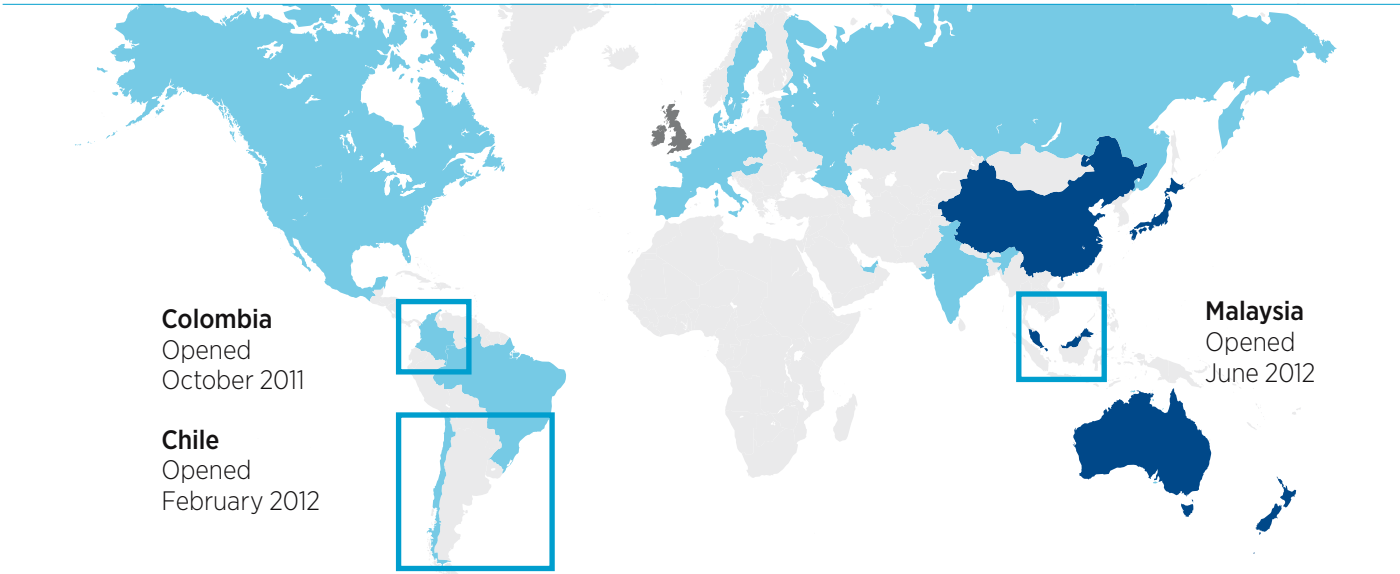 Colombia
Opened
October 2011
Chile
Opened
February 2012
Malaysia
Opened
June 2012